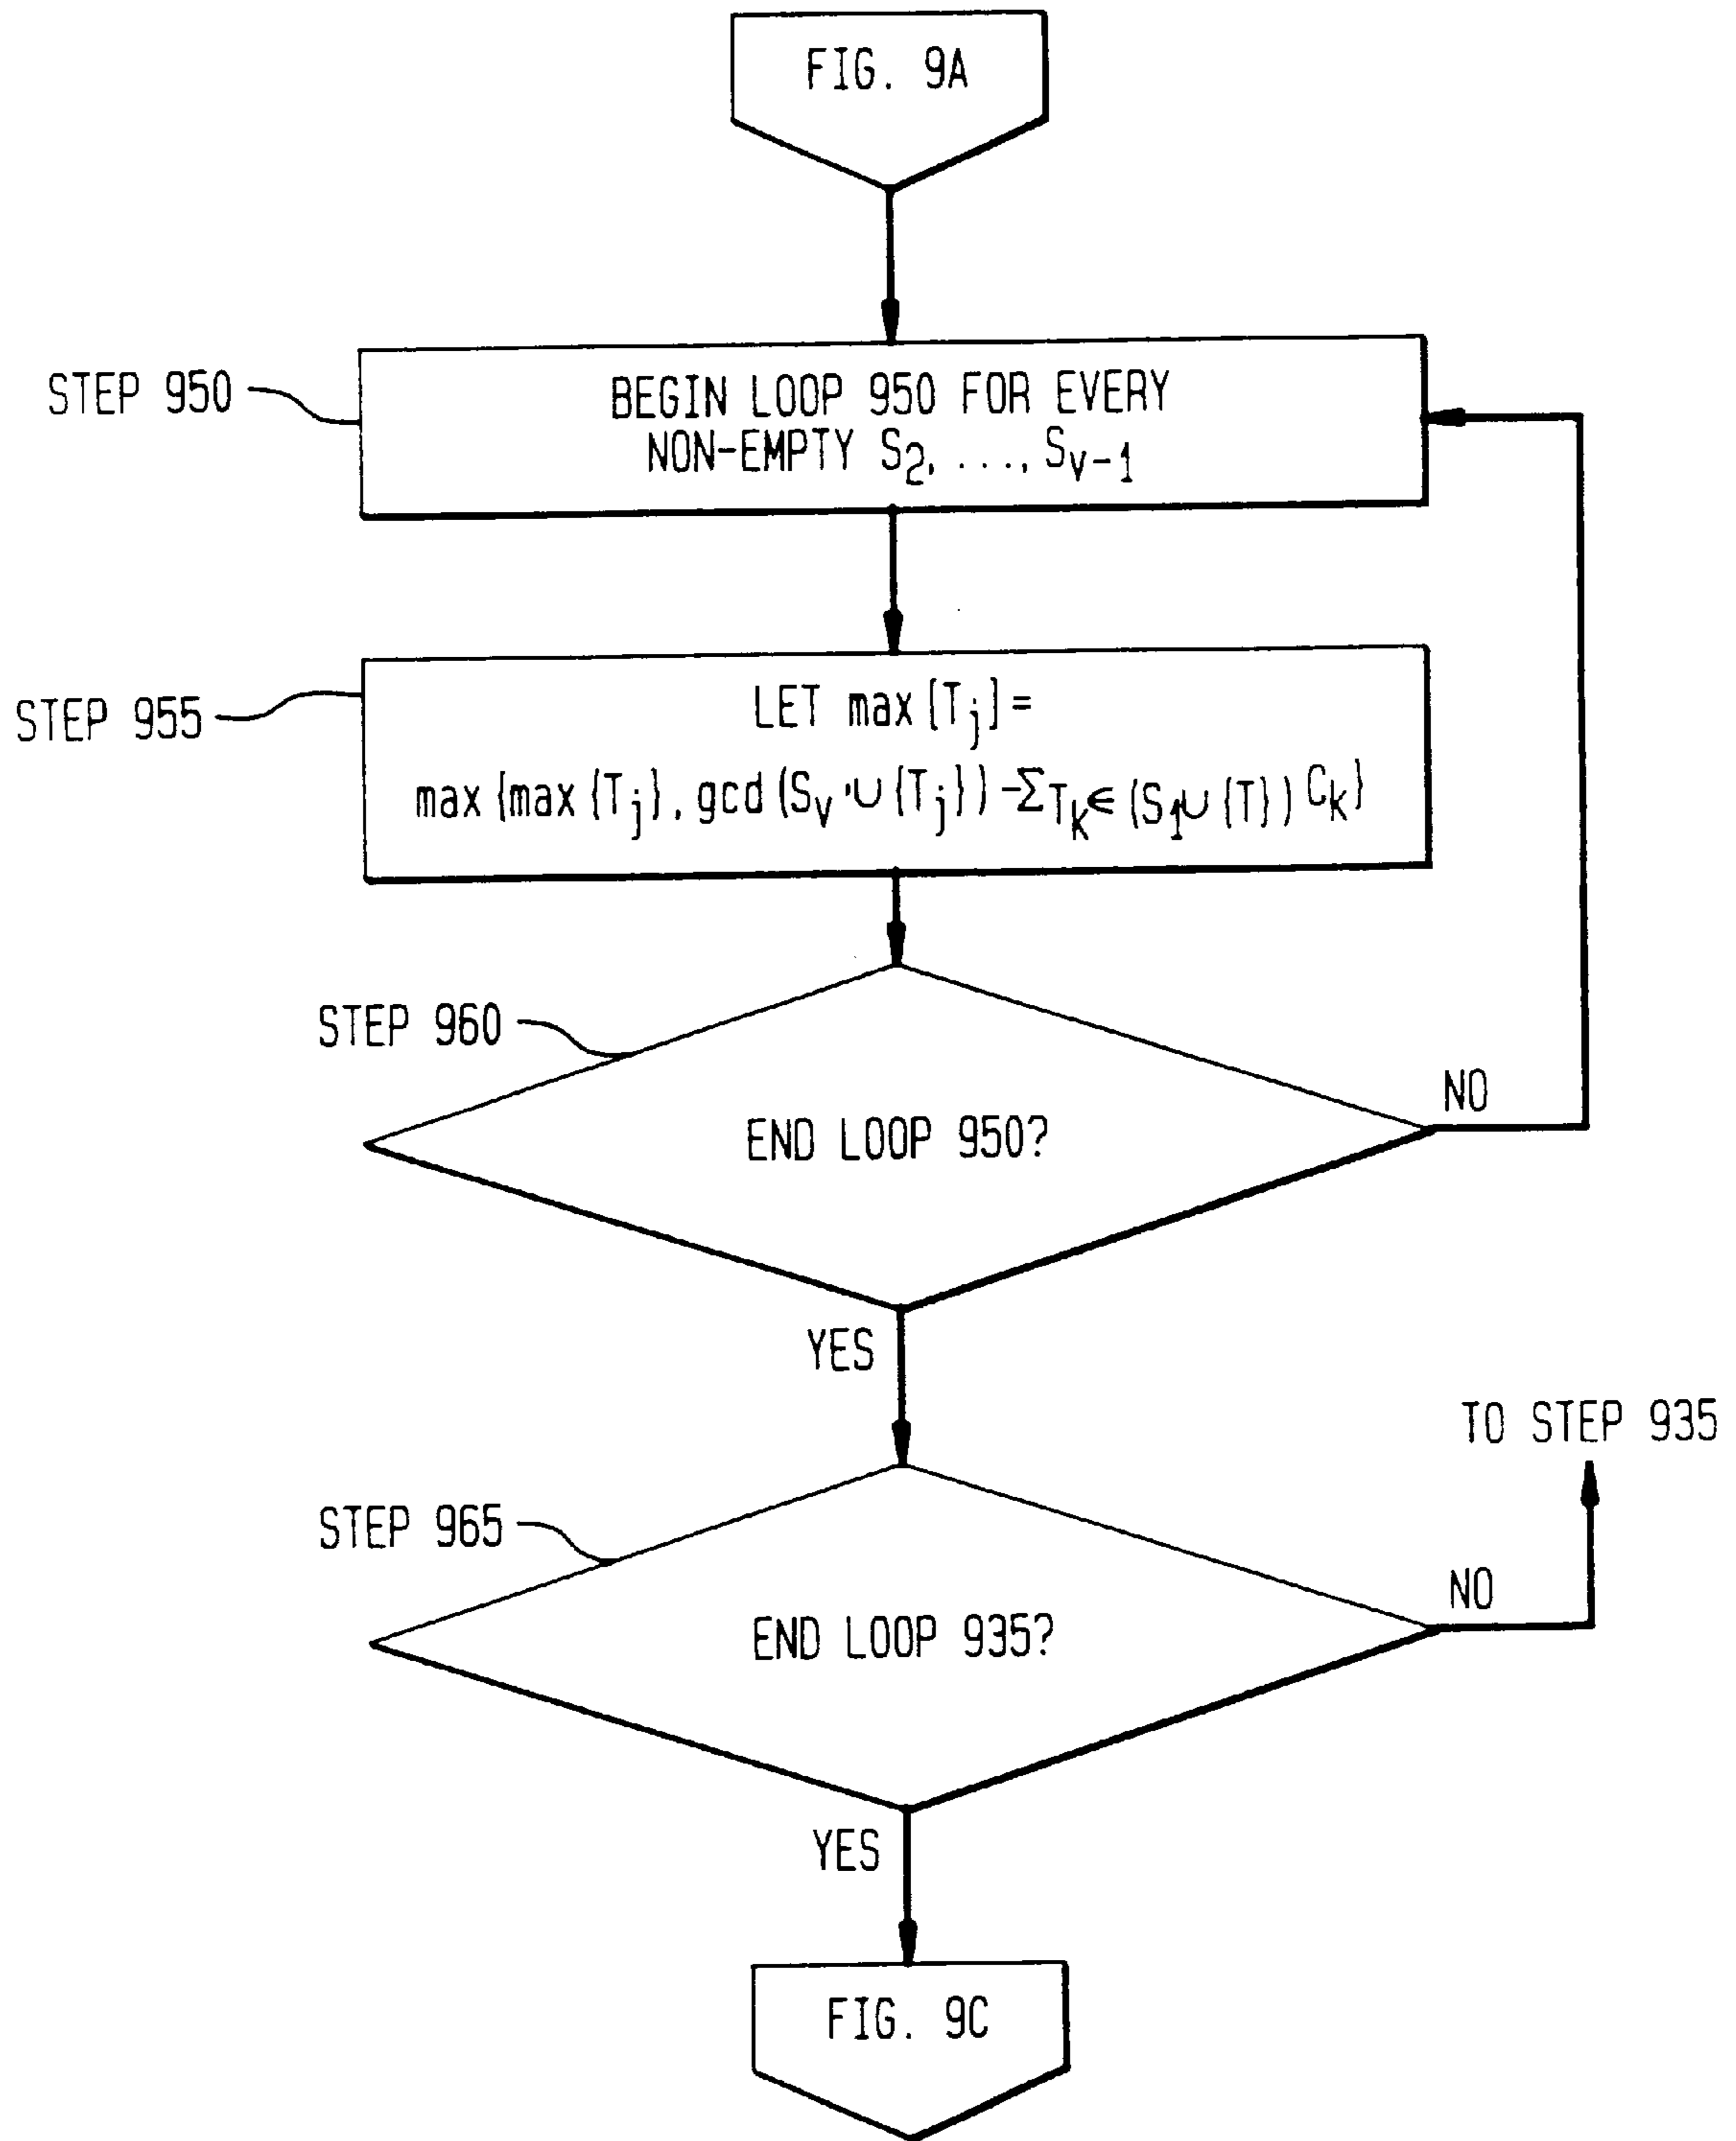 FIG. 9A
STEP 950
BEGIN LOOP 950 FOR EVERY
NON-EMPTY S2, ..., Sv-1
STEP 955
LET max[Tj]=
max{max{Tj}, gcd(Sv'∪{Tj})-ΣTk∈(S1∪{T})Ck}
STEP 960
END LOOP 950?
NO
YES
TO STEP 935
STEP 965
END LOOP 935?
NO
YES
FIG. 9C